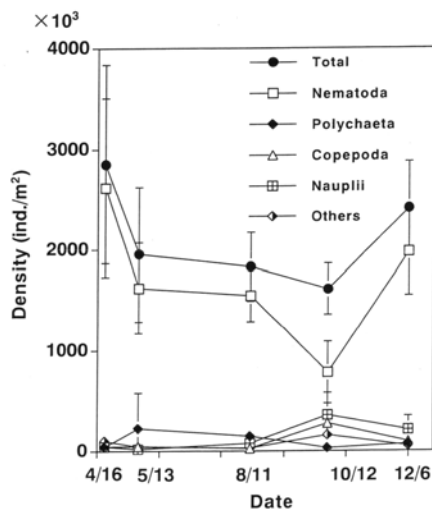 ×10³
4000
3000
2000
1000
0
Density (ind./m²)
Total
Nematoda
Polychaeta
Copepoda
Nauplii
Others
4/16 5/13 8/11 10/12 12/6
Date